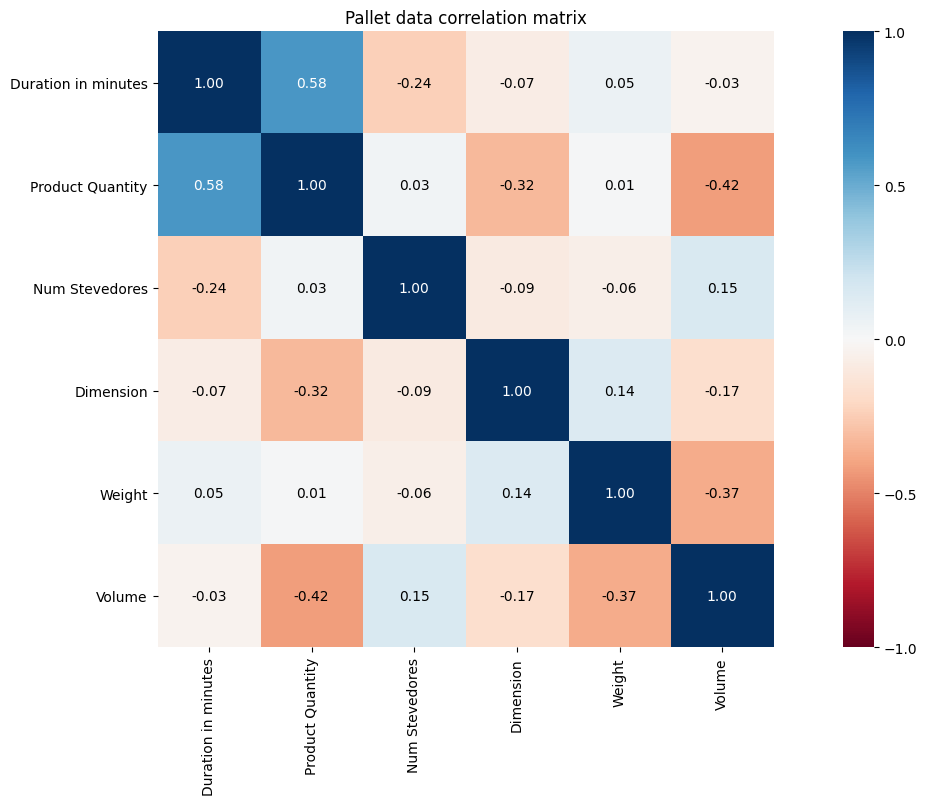 Pallet data correlation matrix
Duration in minutes 1.00 0.58 -0.24 -0.07 0.05 -0.03
Product Quantity 0.58 1.00 0.03 -0.32 0.01 -0.42
Num Stevedores -0.24 0.03 1.00 -0.09 -0.06 0.15
Dimension -0.07 -0.32 -0.09 1.00 0.14 -0.17
Weight 0.05 0.01 -0.06 0.14 1.00 -0.37
Volume -0.03 -0.42 0.15 -0.17 -0.37 1.00
Duration in minutes
Product Quantity
Num Stevedores
Dimension
Weight
Volume
1.0
0.5
0.0
−0.5
−1.0